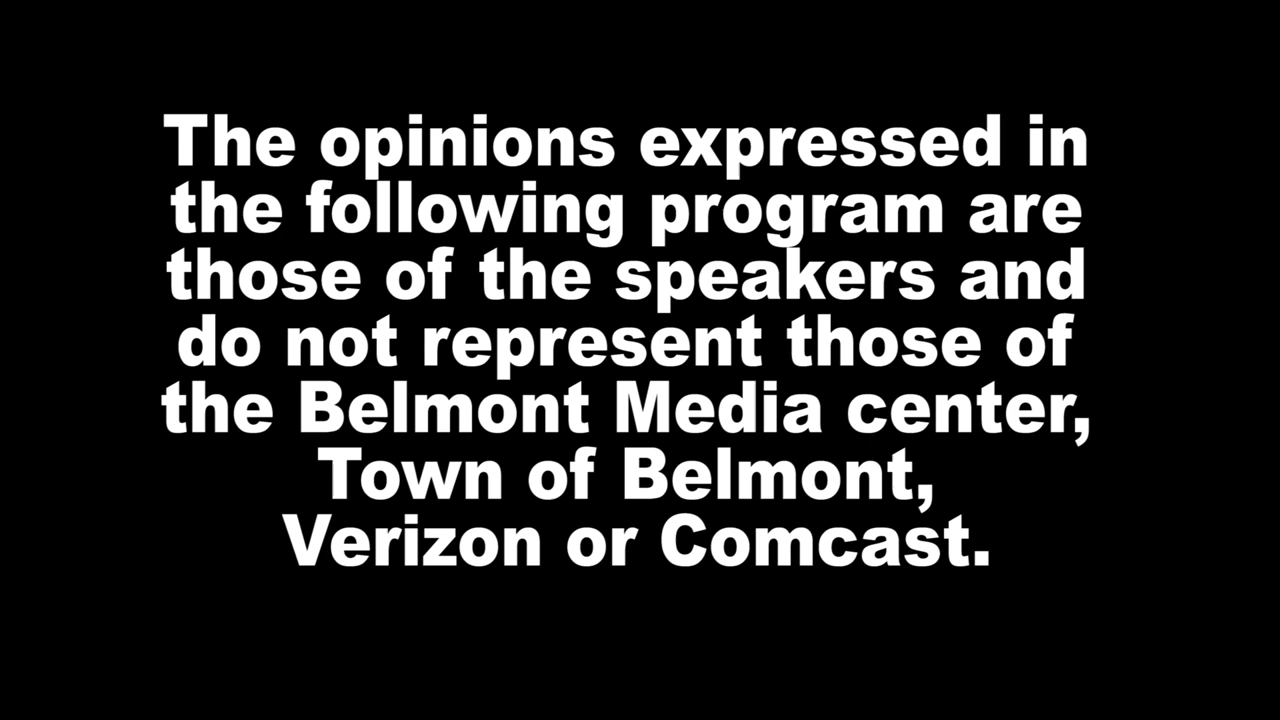 The opinions expressed in
the following program are
those of the speakers and
do not represent those of
the Belmont Media center,
Town of Belmont,
Verizon or Comcast.